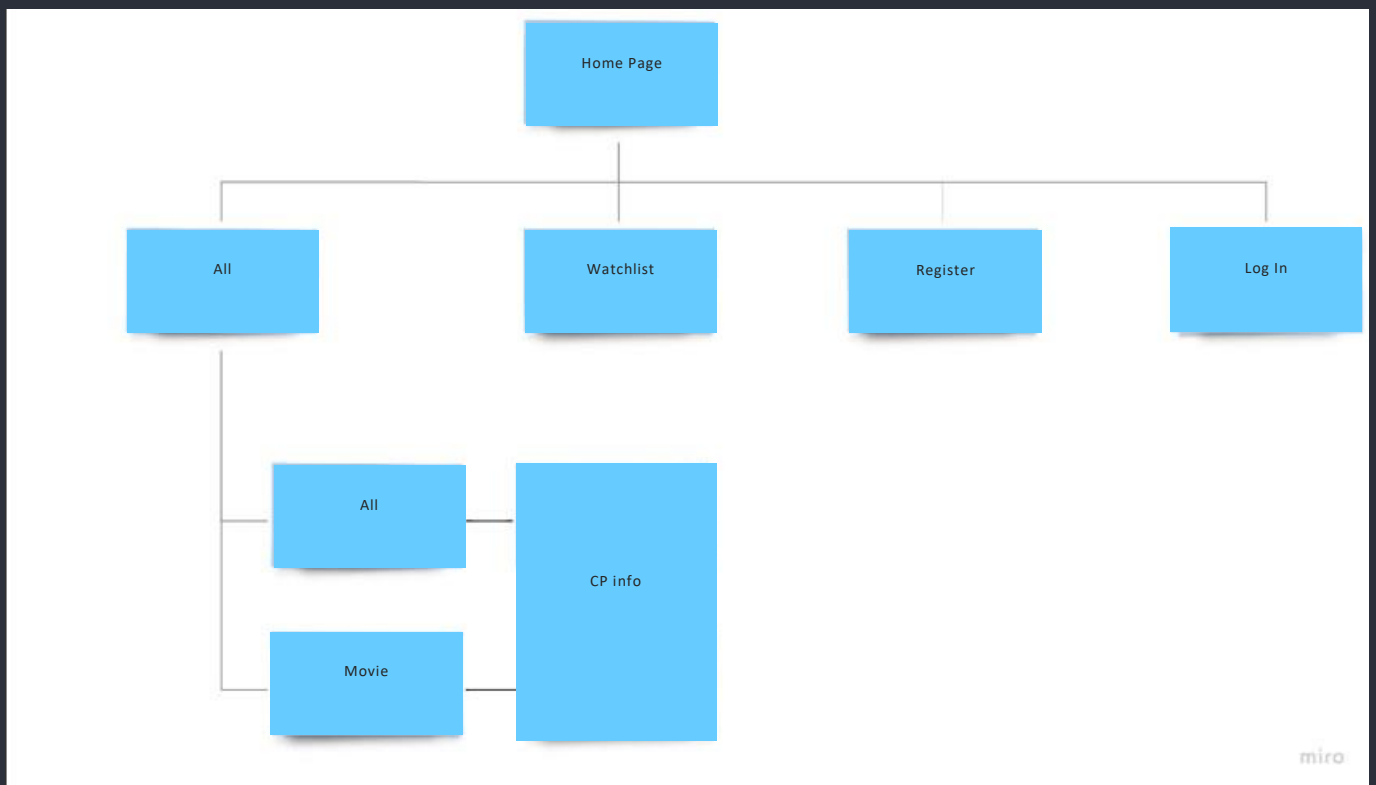 Home Page
All
Watchlist
Register
Log In
All
CP info
Movie
miro